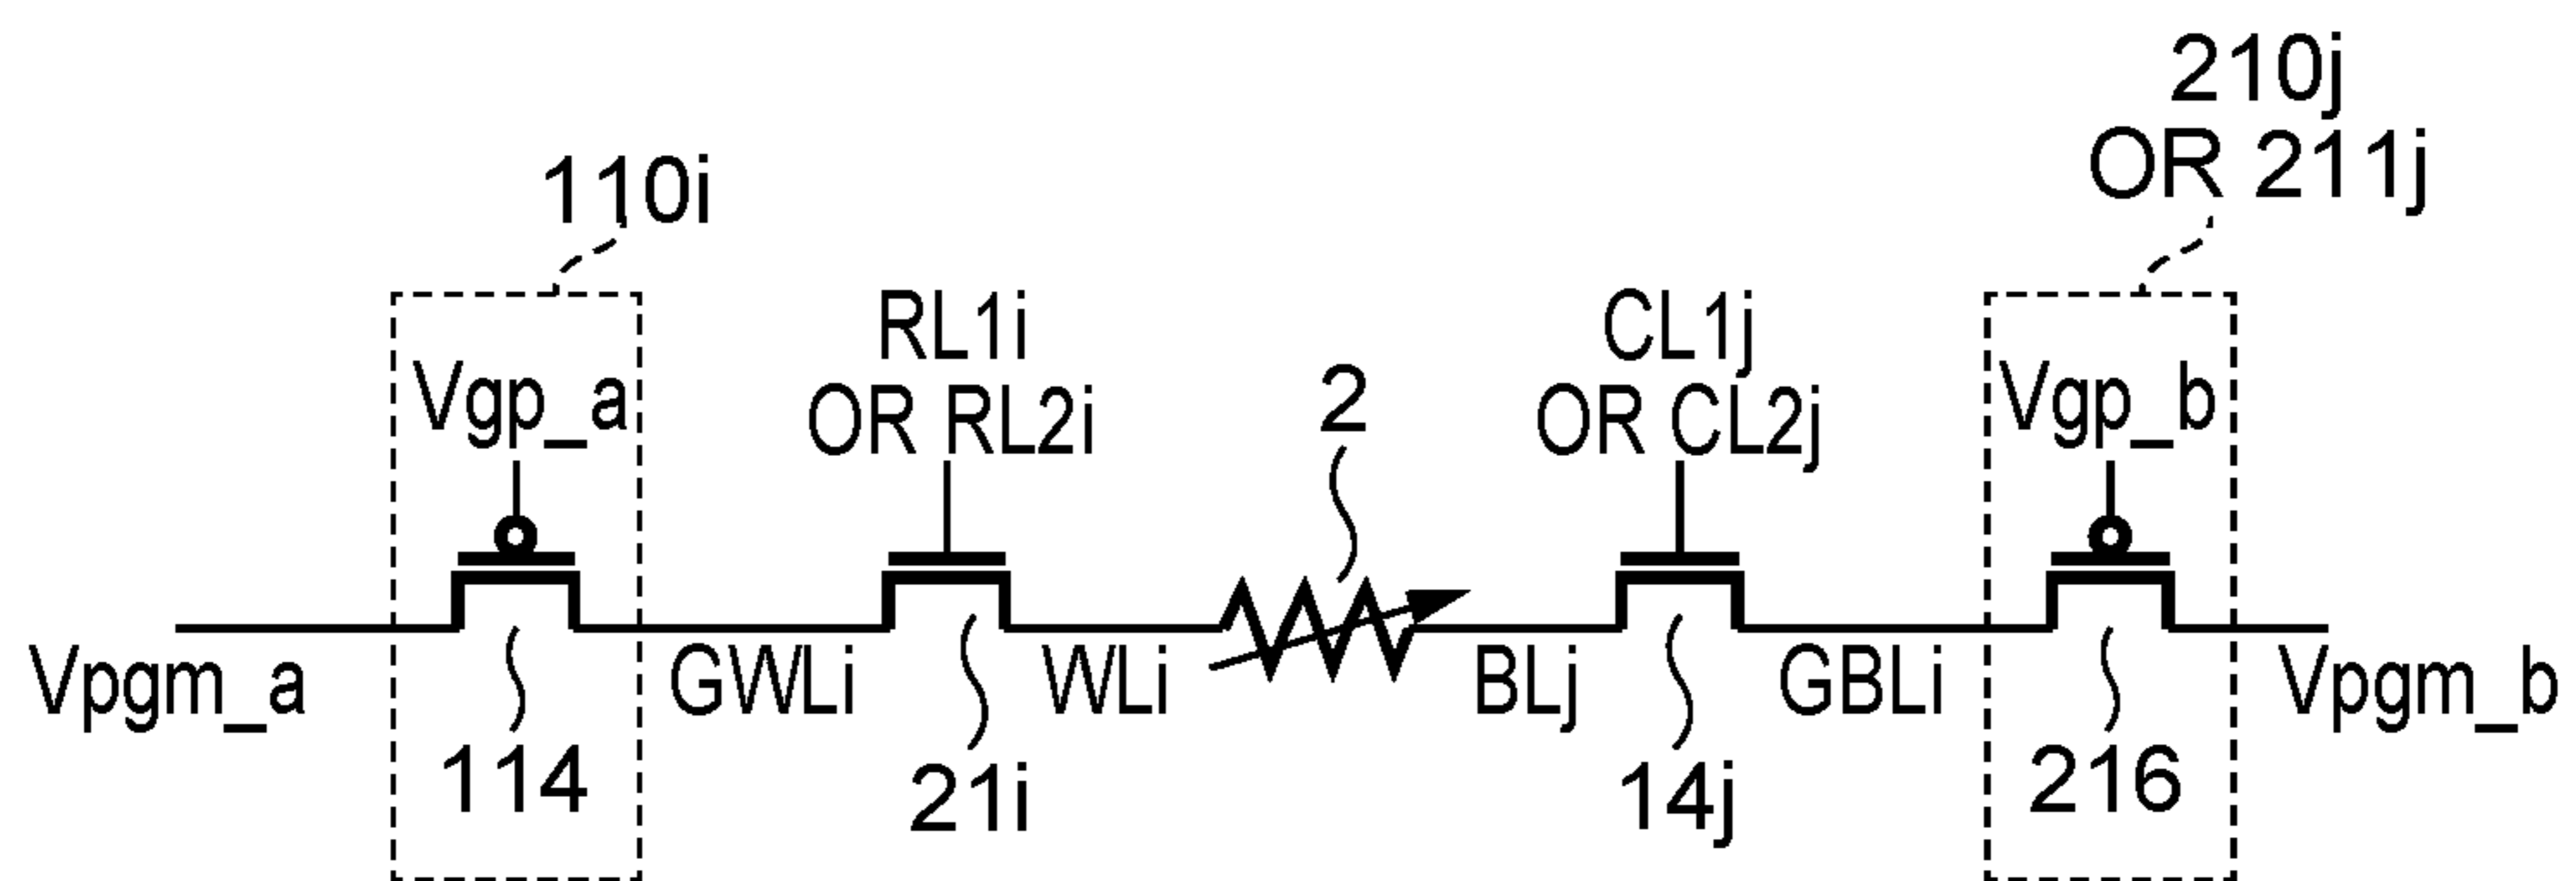 210j
OR 211j
110i
RL1i
OR RL2i
CL1j
OR CL2j
Vgp_a
2
Vgp_b
Vpgm_a
GWLi
WLi
BLj
GBLi
Vpgm_b
114
21i
14j
216